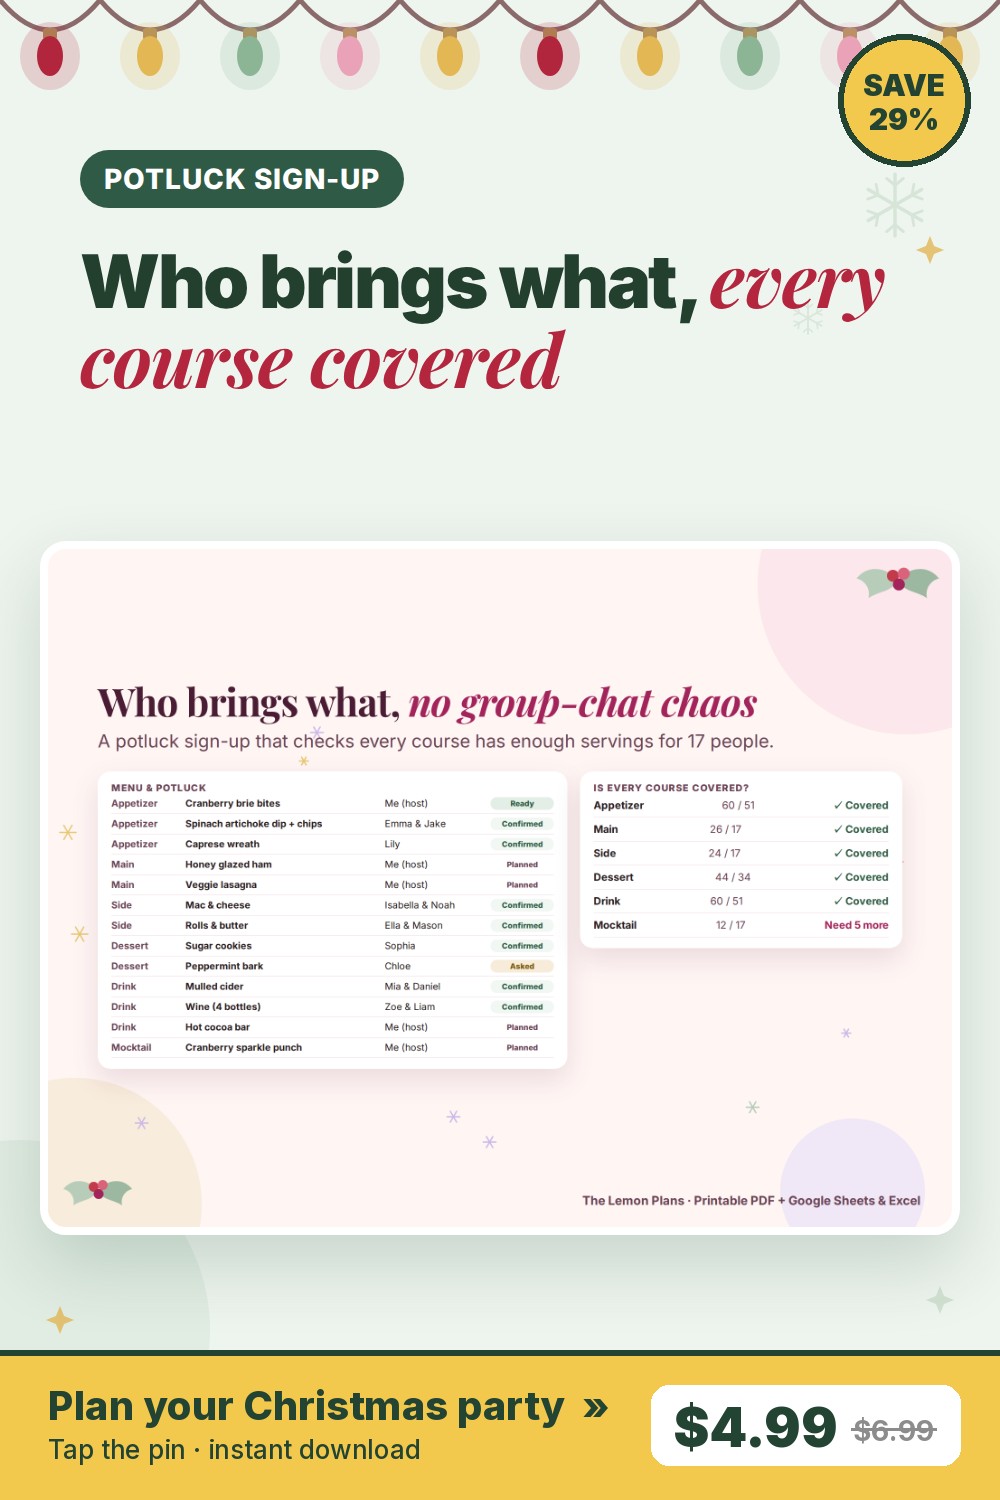 SAVE
29%
POTLUCK SIGN-UP
Who brings what, every
course covered
Who brings what, no group-chat chaos
A potluck sign-up that checks every course has enough servings for 17 people.
MENU & POTLUCK
Appetizer Cranberry brie bites Me (host) Ready
Appetizer Spinach artichoke dip + chips Emma & Jake Confirmed
Appetizer Caprese wreath Lily Confirmed
Main Honey glazed ham Me (host) Planned
Main Veggie lasagna Me (host) Planned
Side Mac & cheese Isabella & Noah Confirmed
Side Rolls & butter Ella & Mason Confirmed
Dessert Sugar cookies Sophia Confirmed
Dessert Peppermint bark Chloe Asked
Drink Mulled cider Mia & Daniel Confirmed
Drink Wine (4 bottles) Zoe & Liam Confirmed
Drink Hot cocoa bar Me (host) Planned
Mocktail Cranberry sparkle punch Me (host) Planned
IS EVERY COURSE COVERED?
Appetizer 60 / 51 ✓ Covered
Main 26 / 17 ✓ Covered
Side 24 / 17 ✓ Covered
Dessert 44 / 34 ✓ Covered
Drink 60 / 51 ✓ Covered
Mocktail 12 / 17 Need 5 more
The Lemon Plans · Printable PDF + Google Sheets & Excel
Plan your Christmas party »
Tap the pin · instant download
$4.99 $6.99